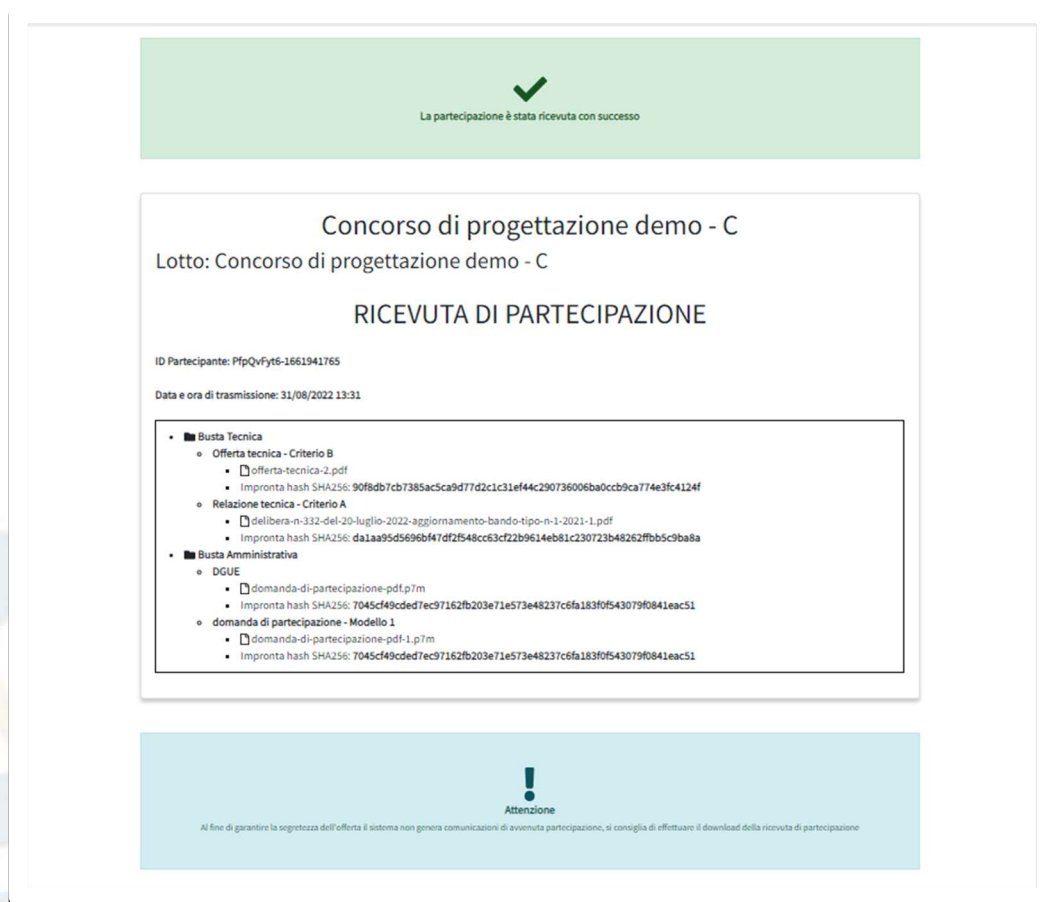 La partecipazione è stata ricevuta con successo
Concorso di progettazione demo - C
Lotto: Concorso di progettazione demo - C
RICEVUTA DI PARTECIPAZIONE
ID Partecipante: PfpQvFyt6-1661941765
Data e ora di trasmissione: 31/08/2022 13:31
Busta Tecnica
Offerta tecnica - Criterio B
offerta-tecnica-2.pdf
Impronta hash SHA256: 90f8db7cb7385ac5ca9d77d2c1c31ef44c290736006ba0ccb9ca774e3fc4124f
Relazione tecnica - Criterio A
delibera-n-332-del-20-luglio-2022-aggiornamento-bando-tipo-n-1-2021-1.pdf
Impronta hash SHA256: da1aa95d5696bf47df2f548cc63cf22b9614eb81c230723b48262ffbb5c9ba8a
Busta Amministrativa
DGUE
domanda-di-partecipazione-pdf.p7m
Impronta hash SHA256: 7045cf49cded7ec97162fb203e71e573e48237c6fa183f0f543079f0841eac51
domanda di partecipazione - Modello 1
domanda-di-partecipazione-pdf-1.p7m
Impronta hash SHA256: 7045cf49cded7ec97162fb203e71e573e48237c6fa183f0f543079f0841eac51
Attenzione
Al fine di garantire la segretezza dell'offerta il sistema non genera comunicazioni di avvenuta partecipazione, si consiglia di effettuare il download della ricevuta di partecipazione